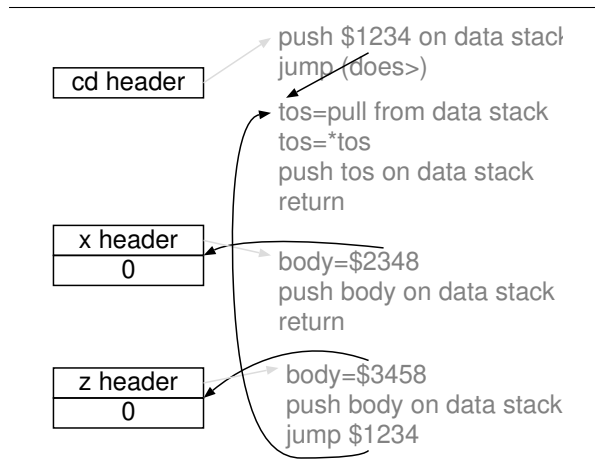 push $1234 on data stack
jump (does>)
cd header
tos=pull from data stack
tos=*tos
push tos on data stack
return
x header
0
body=$2348
push body on data stack
return
z header
0
body=$3458
push body on data stack
jump $1234